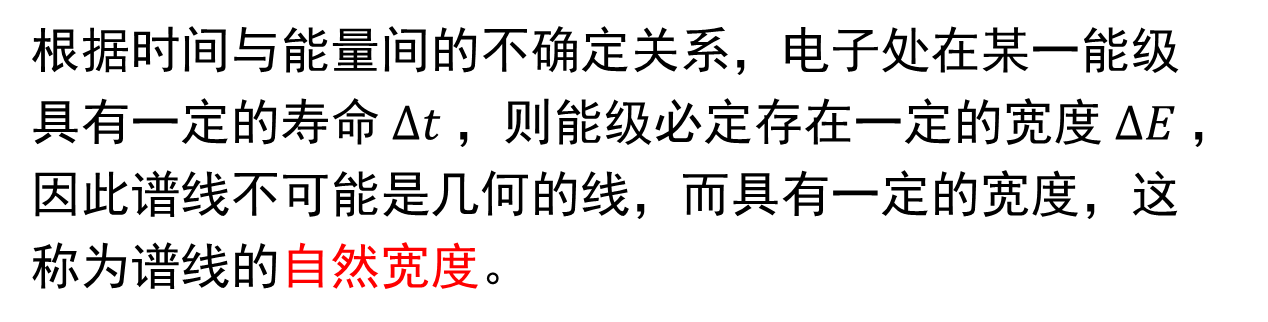 根据时间与能量间的不确定关系，电子处在某一能级
具有一定的寿命 Δt ，则能级必定存在一定的宽度 ΔE ，
因此谱线不可能是几何的线，而具有一定的宽度，这
称为谱线的自然宽度。